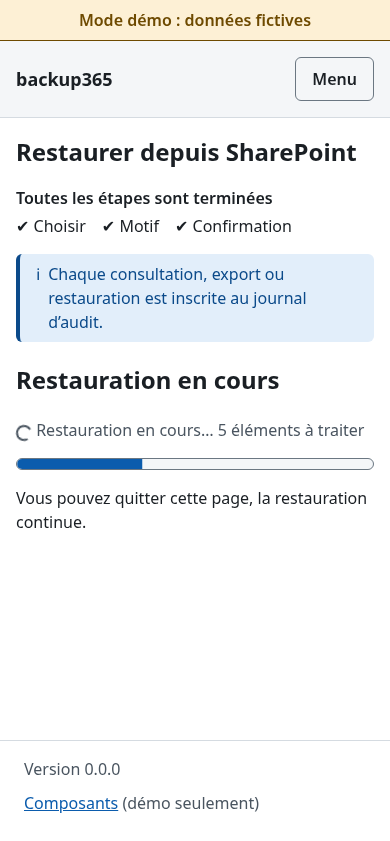 Mode démo : données fictives
backup365
Menu
Restaurer depuis SharePoint
Toutes les étapes sont terminées
✔ Choisir ✔ Motif ✔ Confirmation
i Chaque consultation, export ou
restauration est inscrite au journal
d’audit.
Restauration en cours
Restauration en cours... 5 éléments à traiter
Vous pouvez quitter cette page, la restauration
continue.
Version 0.0.0
Composants (démo seulement)